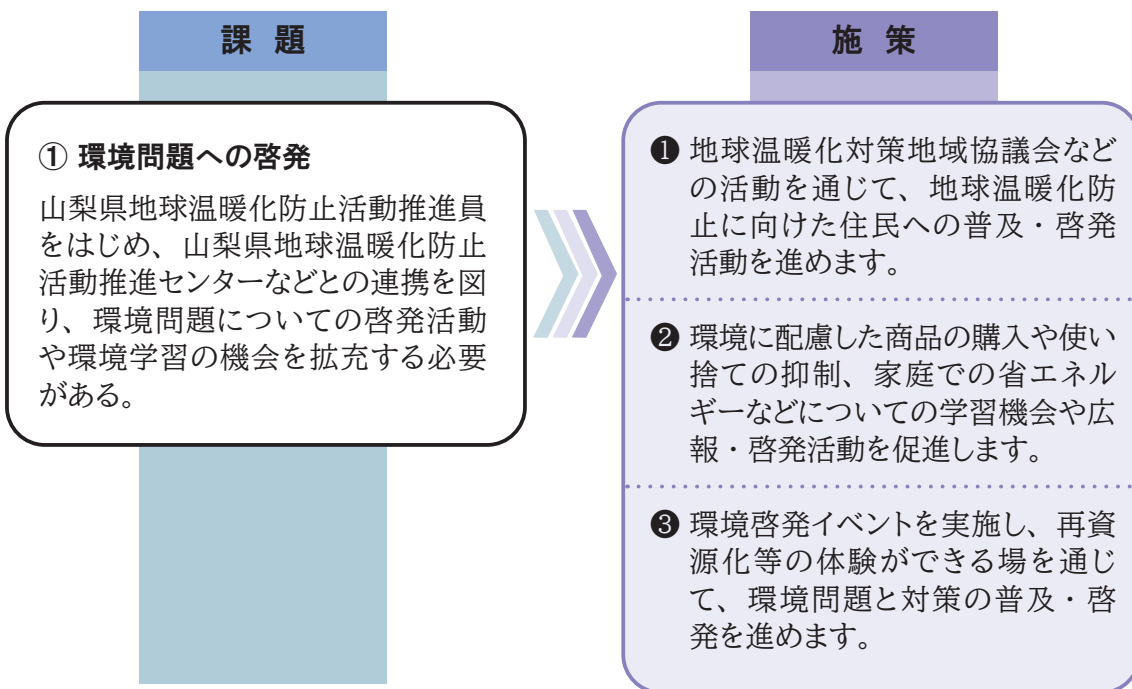 課 題
① 環境問題への啓発
山梨県地球温暖化防止活動推進員
をはじめ、山梨県地球温暖化防止
活動推進センターなどとの連携を図
り、環境問題についての啓発活動
や環境学習の機会を拡充する必要
がある。
施 策
❶ 地球温暖化対策地域協議会など
の活動を通じて、地球温暖化防
止に向けた住民への普及・啓発
活動を進めます。
❷ 環境に配慮した商品の購入や使い
捨ての抑制、家庭での省エネル
ギーなどについての学習機会や広
報・啓発活動を促進します。
❸ 環境啓発イベントを実施し、再資
源化等の体験ができる場を通じ
て、環境問題と対策の普及・啓
発を進めます。